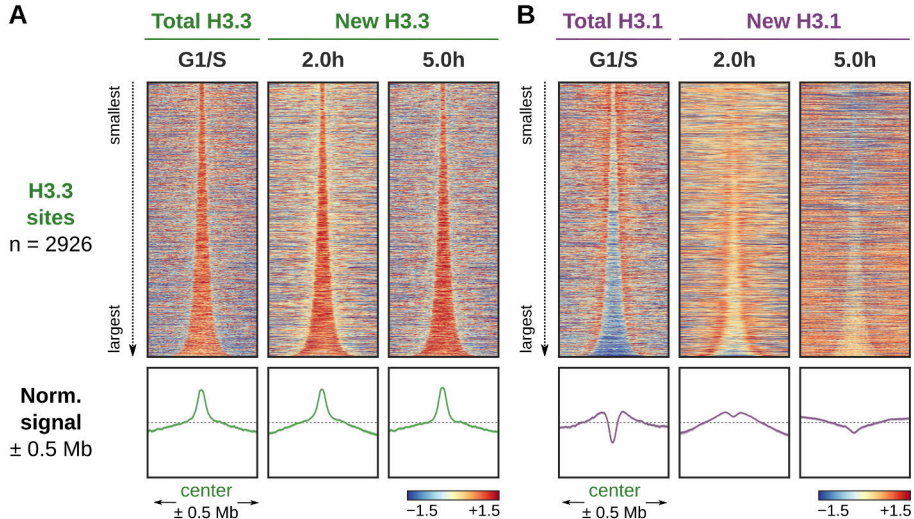 A
Total H3.3
New H3.3
G1/S
2.0h
5.0h
smallest
largest
H3.3
sites
n = 2926
Norm.
signal
± 0.5 Mb
center
± 0.5 Mb
−1.5
+1.5
B
Total H3.1
New H3.1
G1/S
2.0h
5.0h
smallest
largest
center
± 0.5 Mb
−1.5
+1.5